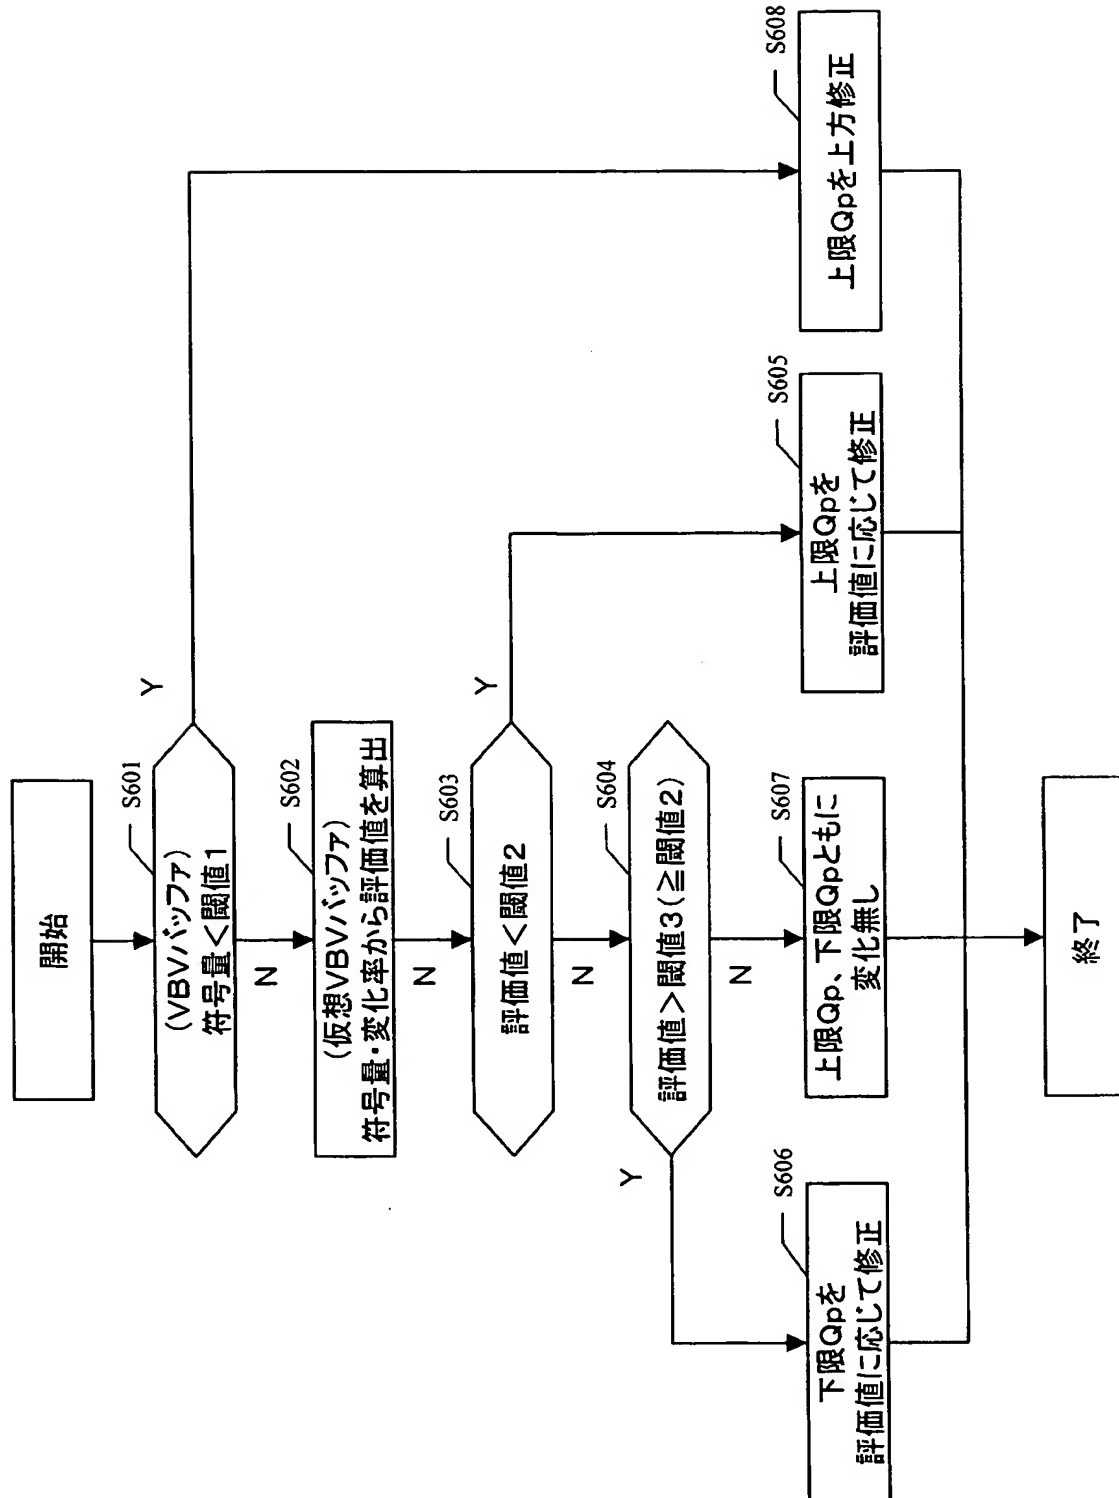 開始
S601
(VBVバッファ)
符号量<閾値1
Y
N
S602
(仮想VBVバッファ)
符号量・変化率から評価値を算出
N
S603
評価値<閾値2
Y
N
S604
評価値>閾値3(≧閾値2)
Y
N
S606
下限Qpを
評価値に応じて修正
S607
上限Qp、下限Qpともに
変化無し
S605
上限Qpを
評価値に応じて修正
S608
上限Qpを上方修正
終了